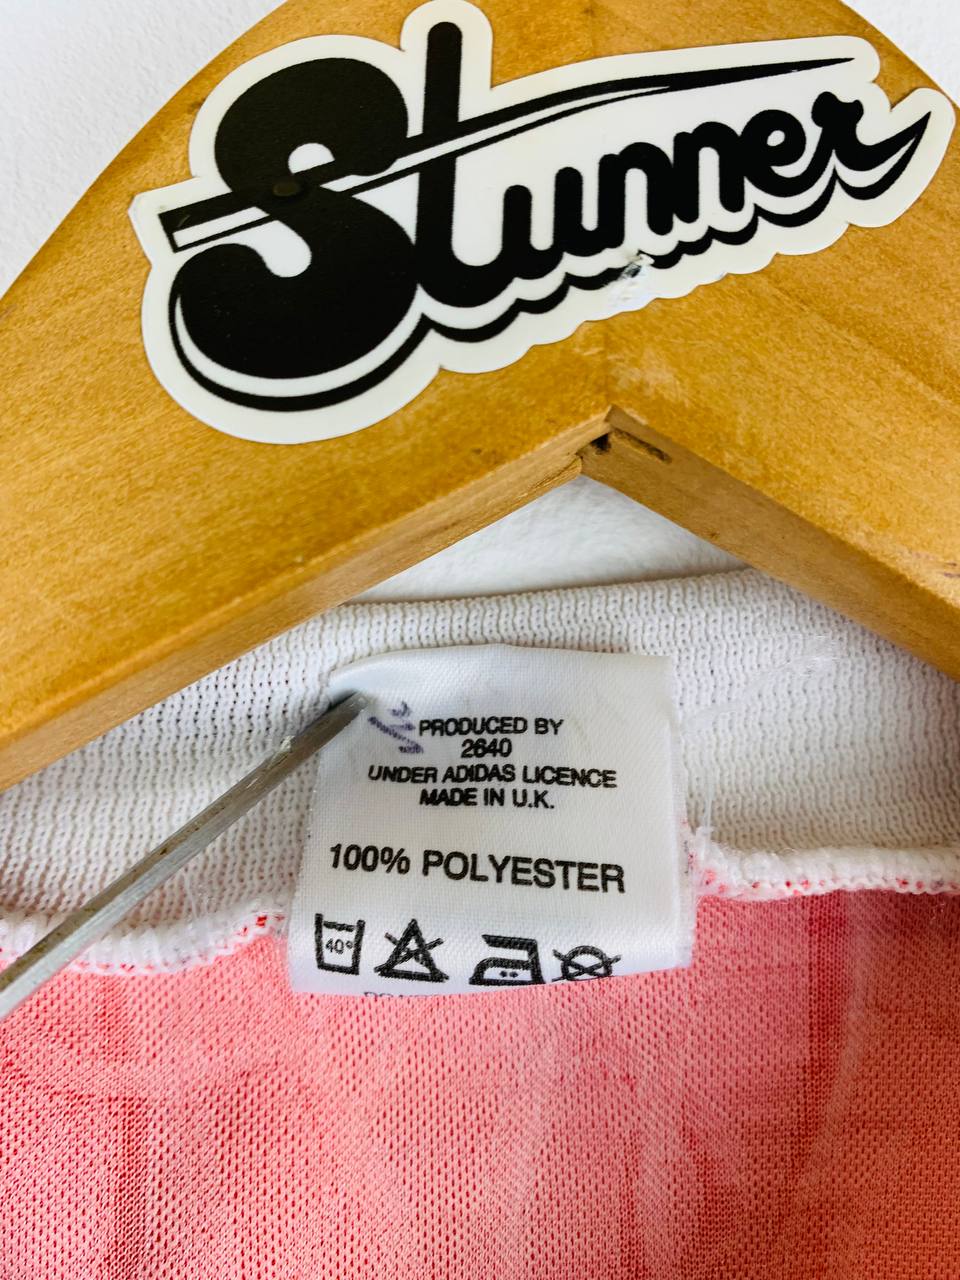 Stunner
PRODUCED BY
2640
UNDER ADIDAS LICENCE
MADE IN U.K.
100% POLYESTER
40°